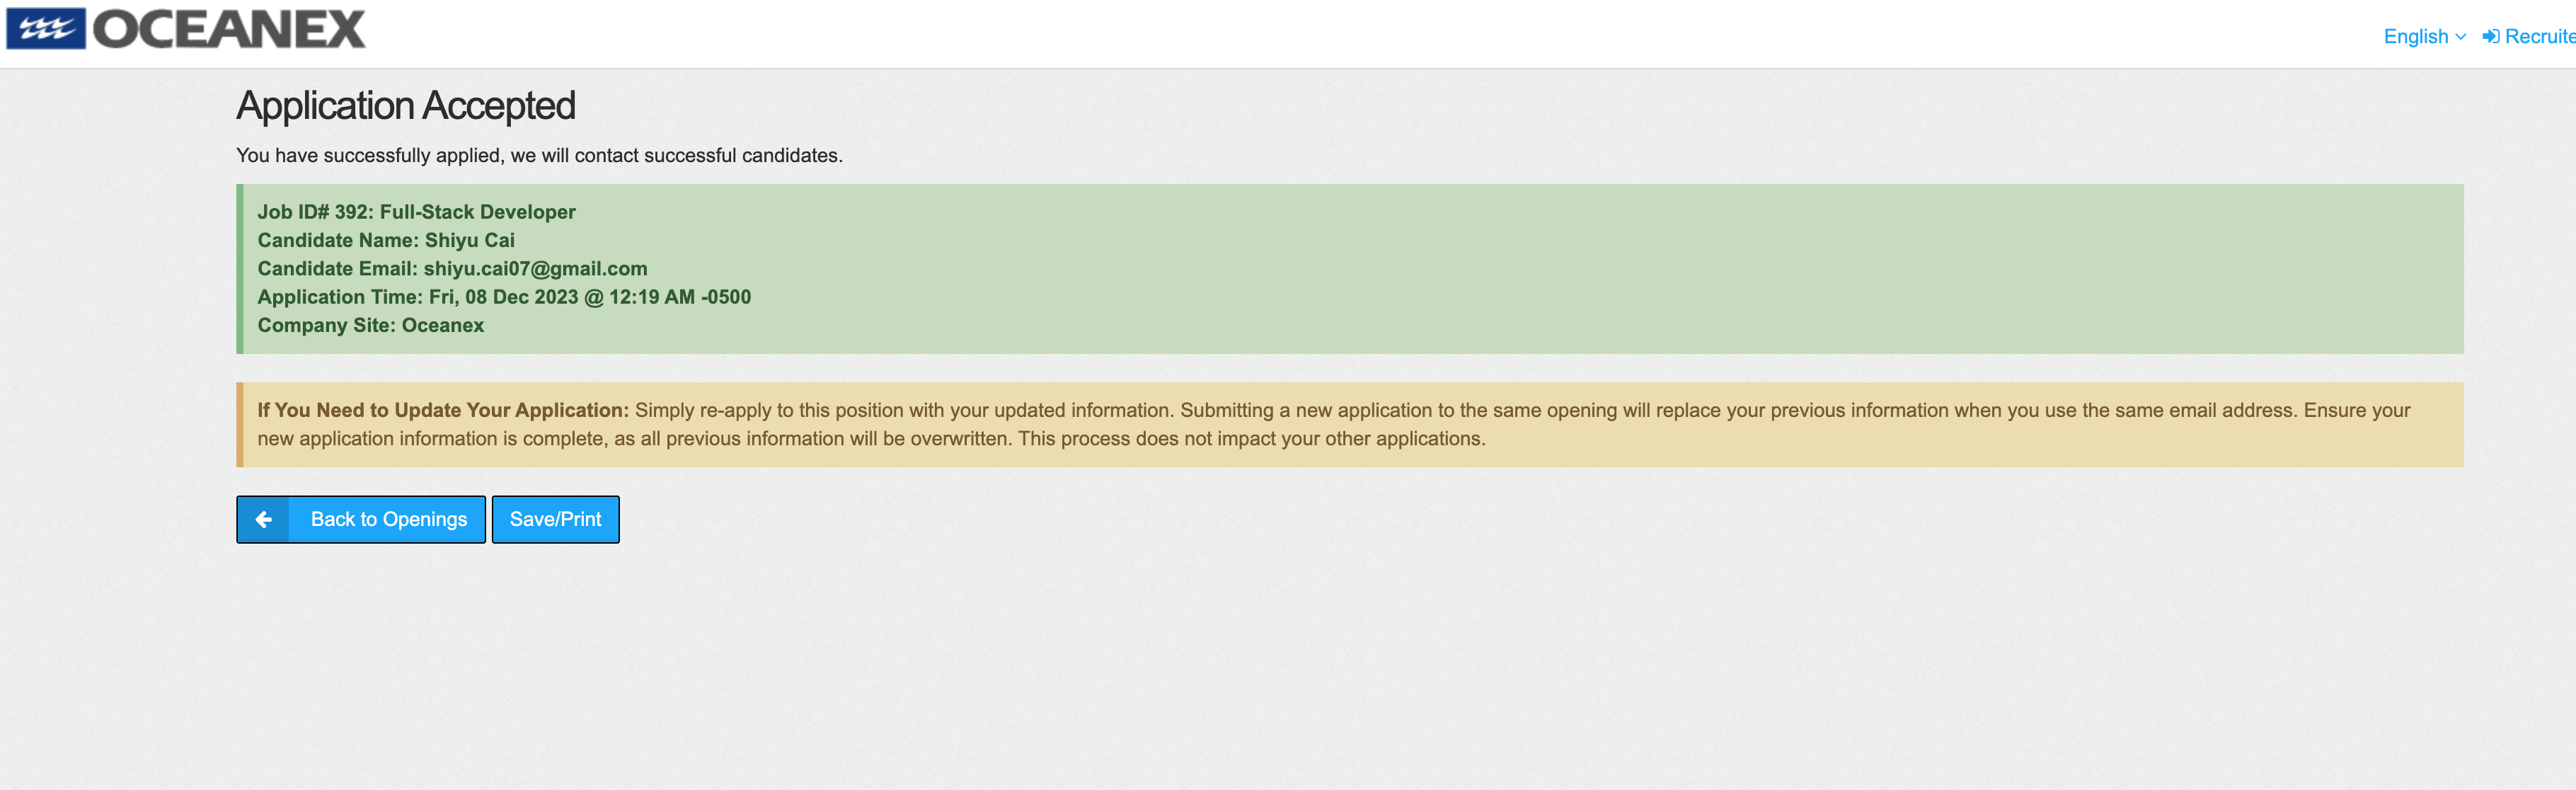 OCEANEX
English
Recruite
Application Accepted
You have successfully applied, we will contact successful candidates.
Job ID# 392: Full-Stack Developer
Candidate Name: Shiyu Cai
Candidate Email: shiyu.cai07@gmail.com
Application Time: Fri, 08 Dec 2023 @ 12:19 AM -0500
Company Site: Oceanex
If You Need to Update Your Application: Simply re-apply to this position with your updated information. Submitting a new application to the same opening will replace your previous information when you use the same email address. Ensure your
new application information is complete, as all previous information will be overwritten. This process does not impact your other applications.
Back to Openings
Save/Print